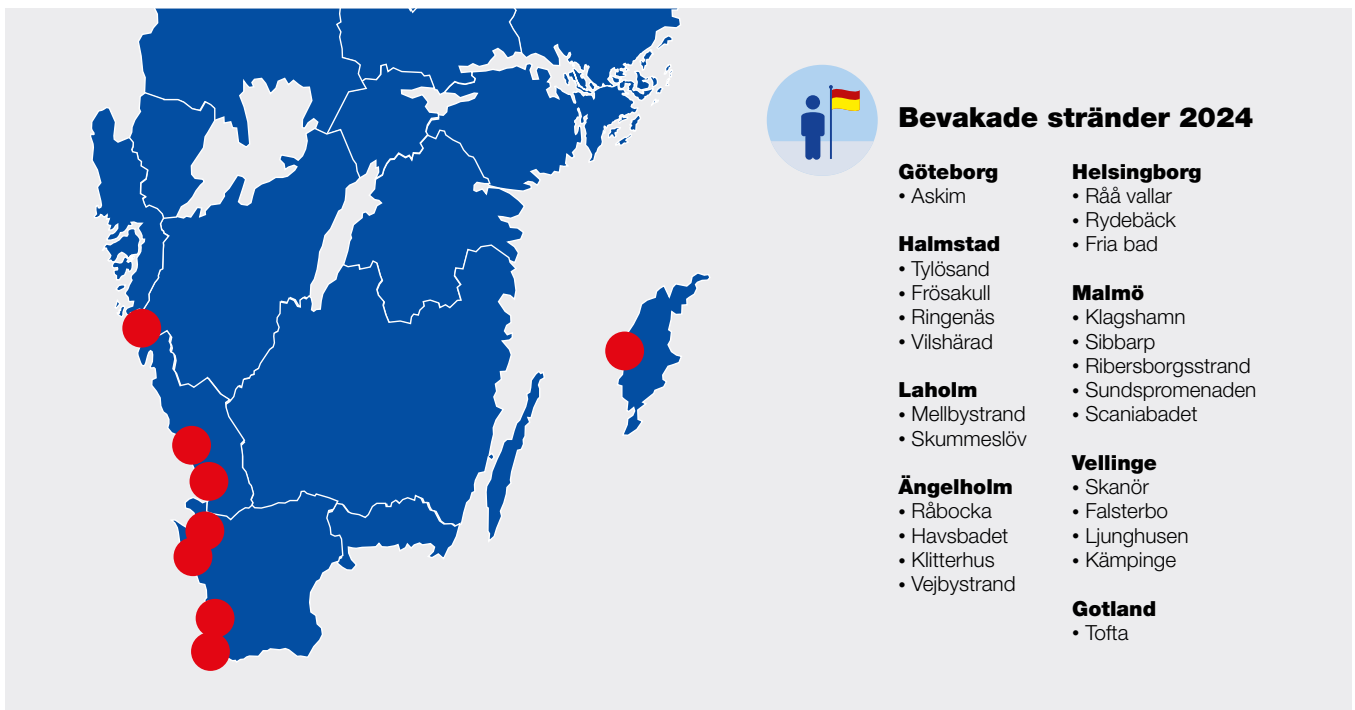 Bevakade stränder 2024
Göteborg
• Askim
Halmstad
• Tylösand
• Frösakull
• Ringenäs
• Vilshärad
Laholm
• Mellbystrand
• Skummeslöv
Ängelholm
• Råbocka
• Havsbadet
• Klitterhus
• Vejbystrand
Helsingborg
• Råå vallar
• Rydebäck
• Fria bad
Malmö
• Klagshamn
• Sibbarp
• Ribersborgsstrand
• Sundspromenaden
• Scaniabadet
Vellinge
• Skanör
• Falsterbo
• Ljunghusen
• Kämpinge
Gotland
• Tofta